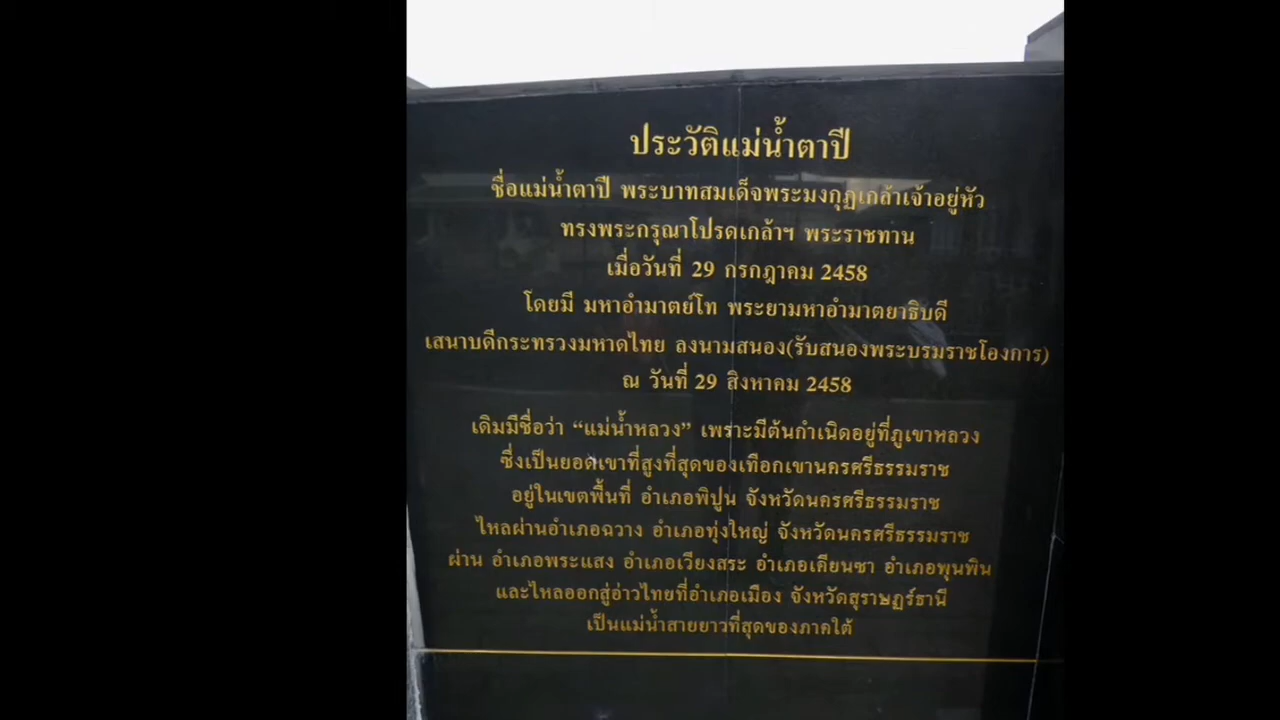 ประวัติแม่น้ำตาปี
ชื่อแม่น้ำตาปี พระบาทสมเด็จพระมงกุฎเกล้าเจ้าอยู่หัว
ทรงพระกรุณาโปรดเกล้าฯ พระราชทาน
เมื่อวันที่ 29 กรกฎาคม 2458
โดยมี มหาอำมาตย์โท พระยามหาอำมาตยาธิบดี
เสนาบดีกระทรวงมหาดไทย ลงนามสนอง(รับสนองพระบรมราชโองการ)
ณ วันที่ 29 สิงหาคม 2458
เดิมมีชื่อว่า “แม่น้ำหลวง” เพราะมีต้นกำเนิดอยู่ที่ภูเขาหลวง
ซึ่งเป็นยอดเขาที่สูงที่สุดของเทือกเขานครศรีธรรมราช
อยู่ในเขตพื้นที่ อำเภอพิปูน จังหวัดนครศรีธรรมราช
ไหลผ่านอำเภอฉวาง อำเภอทุ่งใหญ่ จังหวัดนครศรีธรรมราช
ผ่าน อำเภอพระแสง อำเภอเวียงสระ อำเภอเคียนซา อำเภอพุนพิน
และไหลออกสู่อ่าวไทยที่อำเภอเมือง จังหวัดสุราษฎร์ธานี
เป็นแม่น้ำสายยาวที่สุดของภาคใต้